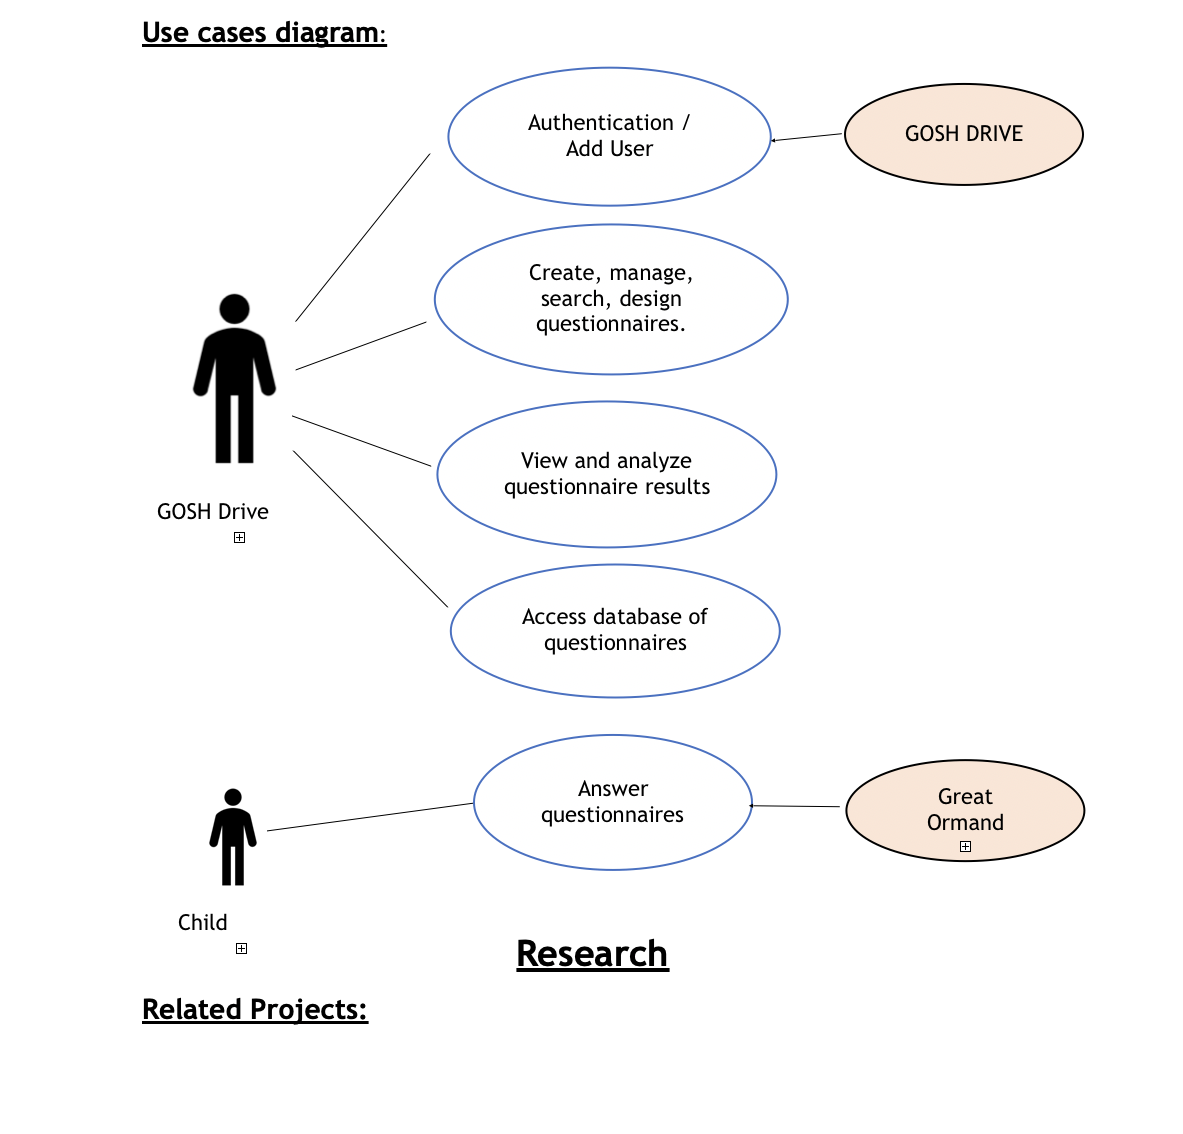 Use cases diagram:
Authentication /
Add User
GOSH DRIVE
Create, manage,
search, design
questionnaires.
View and analyze
questionnaire results
GOSH Drive
Access database of
questionnaires
Answer
questionnaires
Great
Ormand
Child
Research
Related Projects: